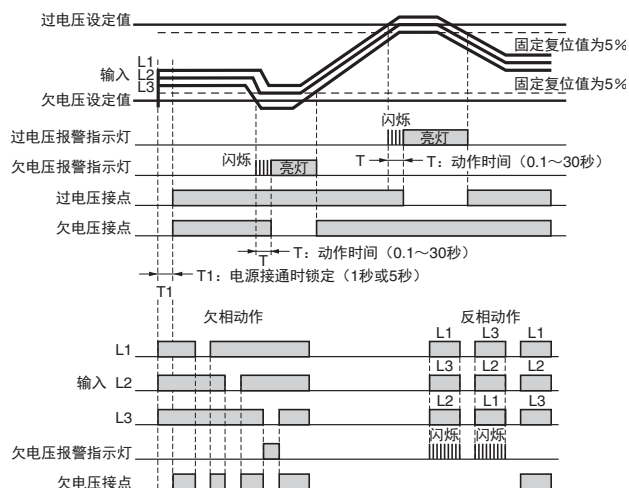 过电压设定值
L1
输入 L2
L3
欠电压设定值
固定复位值为5%
固定复位值为5%
闪烁
过电压报警指示灯
亮灯
闪烁
T
T：动作时间（0.1～30秒）
欠电压报警指示灯
亮灯
过电压接点
欠电压接点
T
T：动作时间（0.1～30秒）
T1：电源接通时锁定（1秒或5秒）
T1
欠相动作
反相动作
L1 L3 L1
L1
L3 L2 L2
输入 L2
L2 L1 L3
L3
闪烁 闪烁
欠电压报警指示灯
欠电压接点